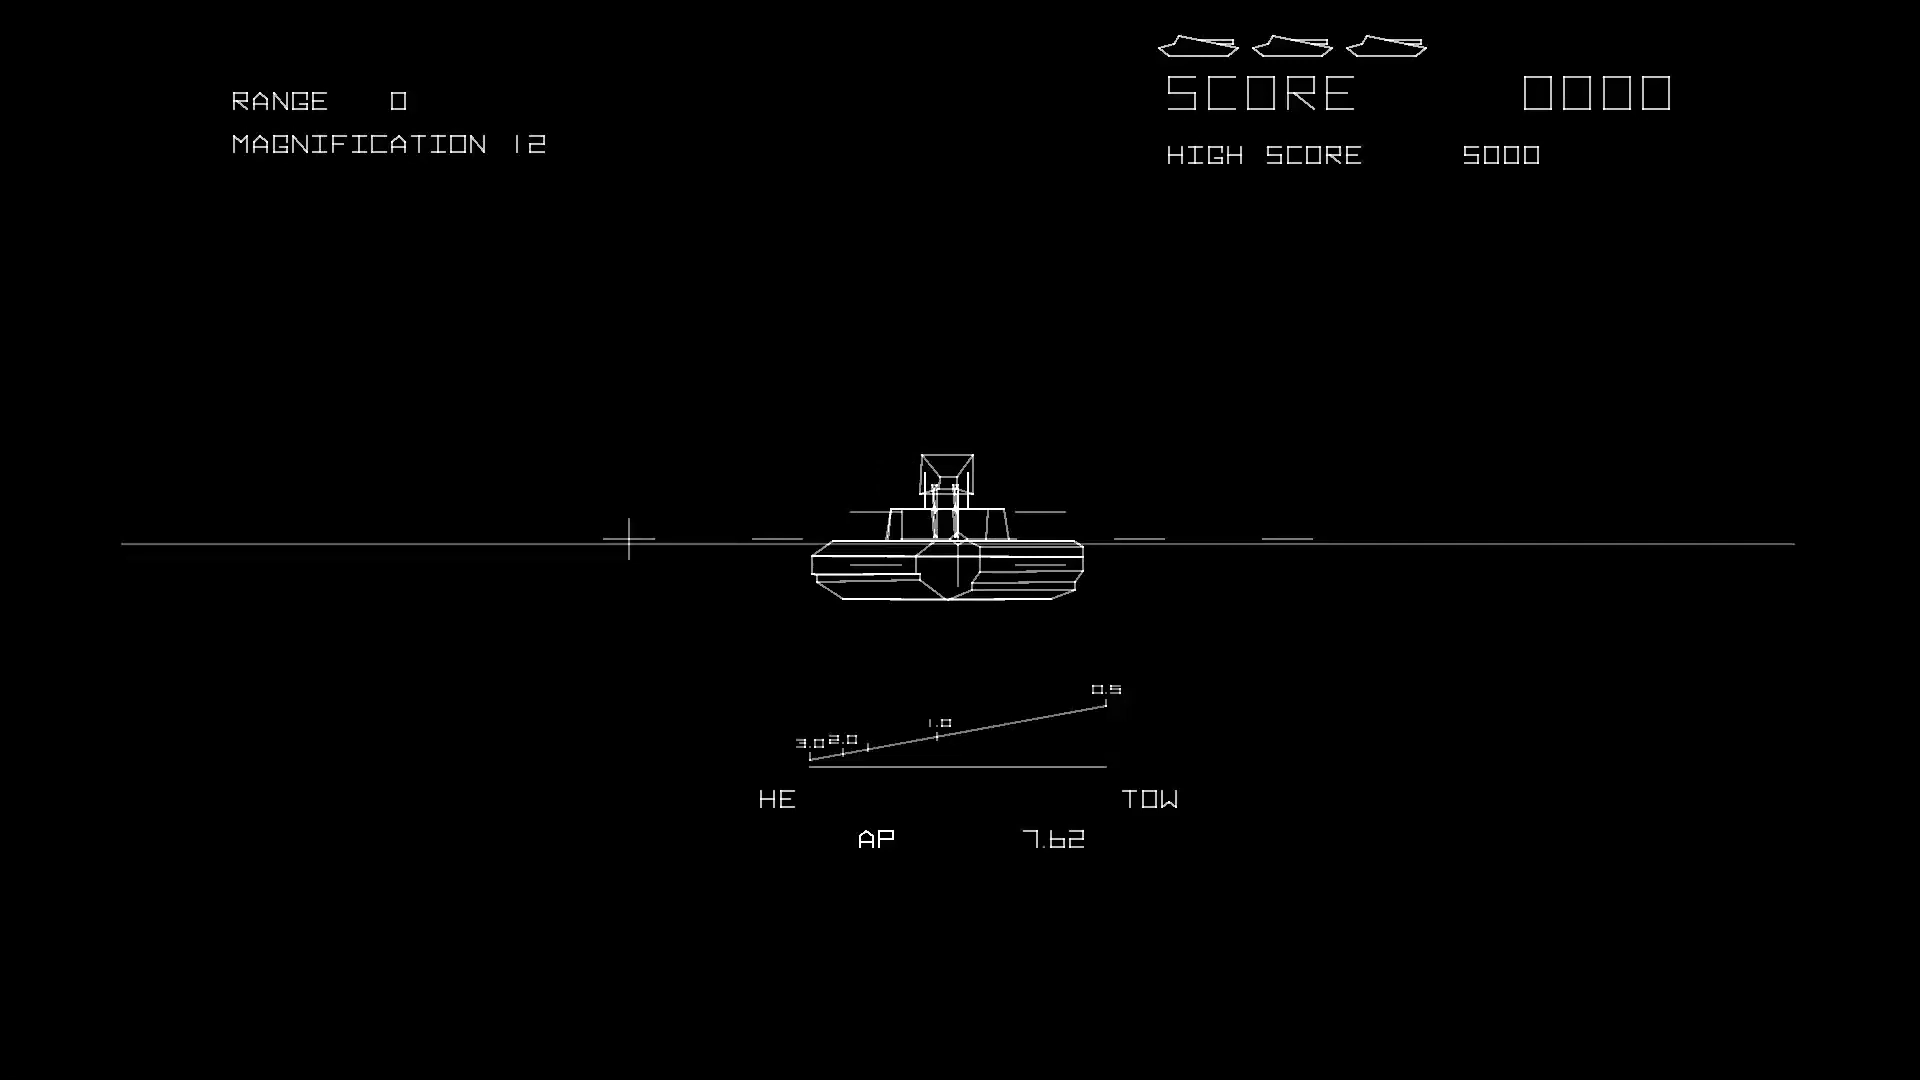 RANGE 0
MAGNIFICATION 12
SCORE 0000
HIGH SCORE 5000
0.5
1.0
3.0 2.0
HE TOW
AP 7.62